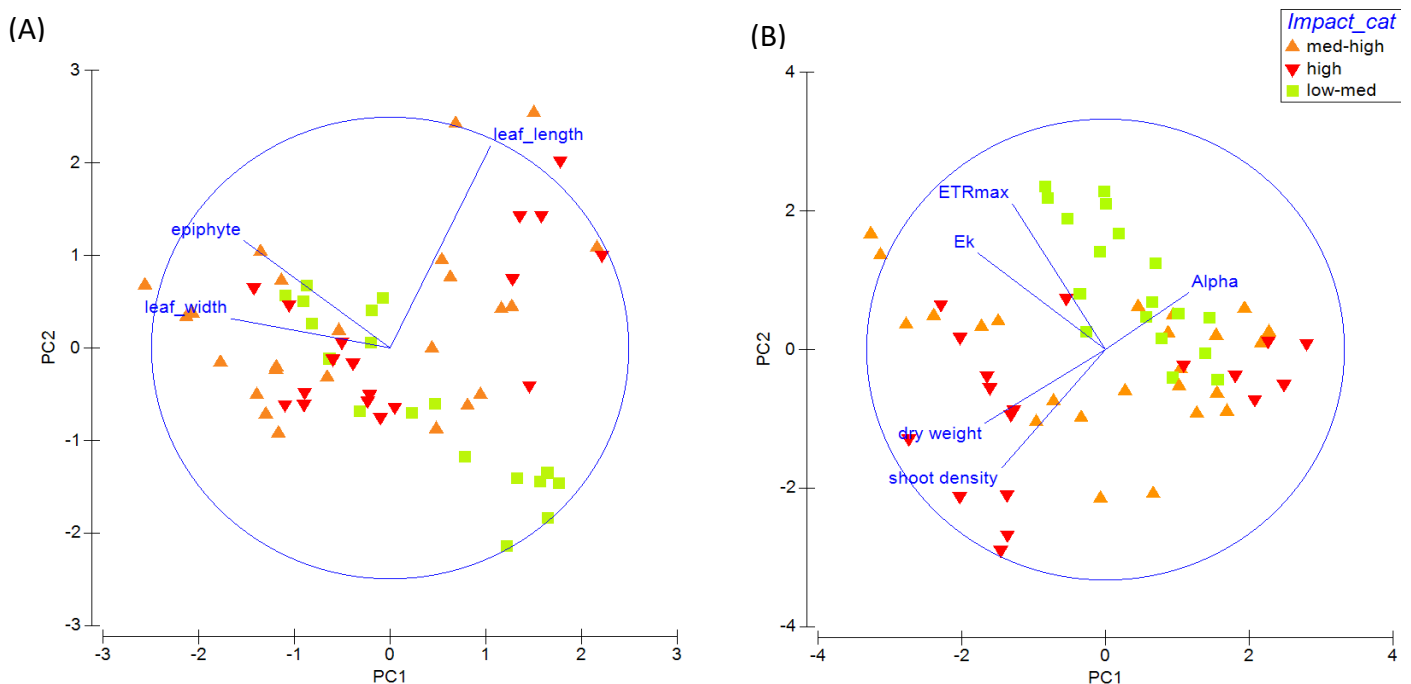 (A)
3
2
1
0
-1
-2
-3
PC2
-3
-2
-1
0
1
2
3
PC1
leaf_length
epiphyte
leaf_width
(B)
4
2
0
-2
-4
PC2
-4
-2
0
2
4
PC1
ETRmax
Ek
Alpha
dry weight
shoot density
Impact_cat
med-high
high
low-med